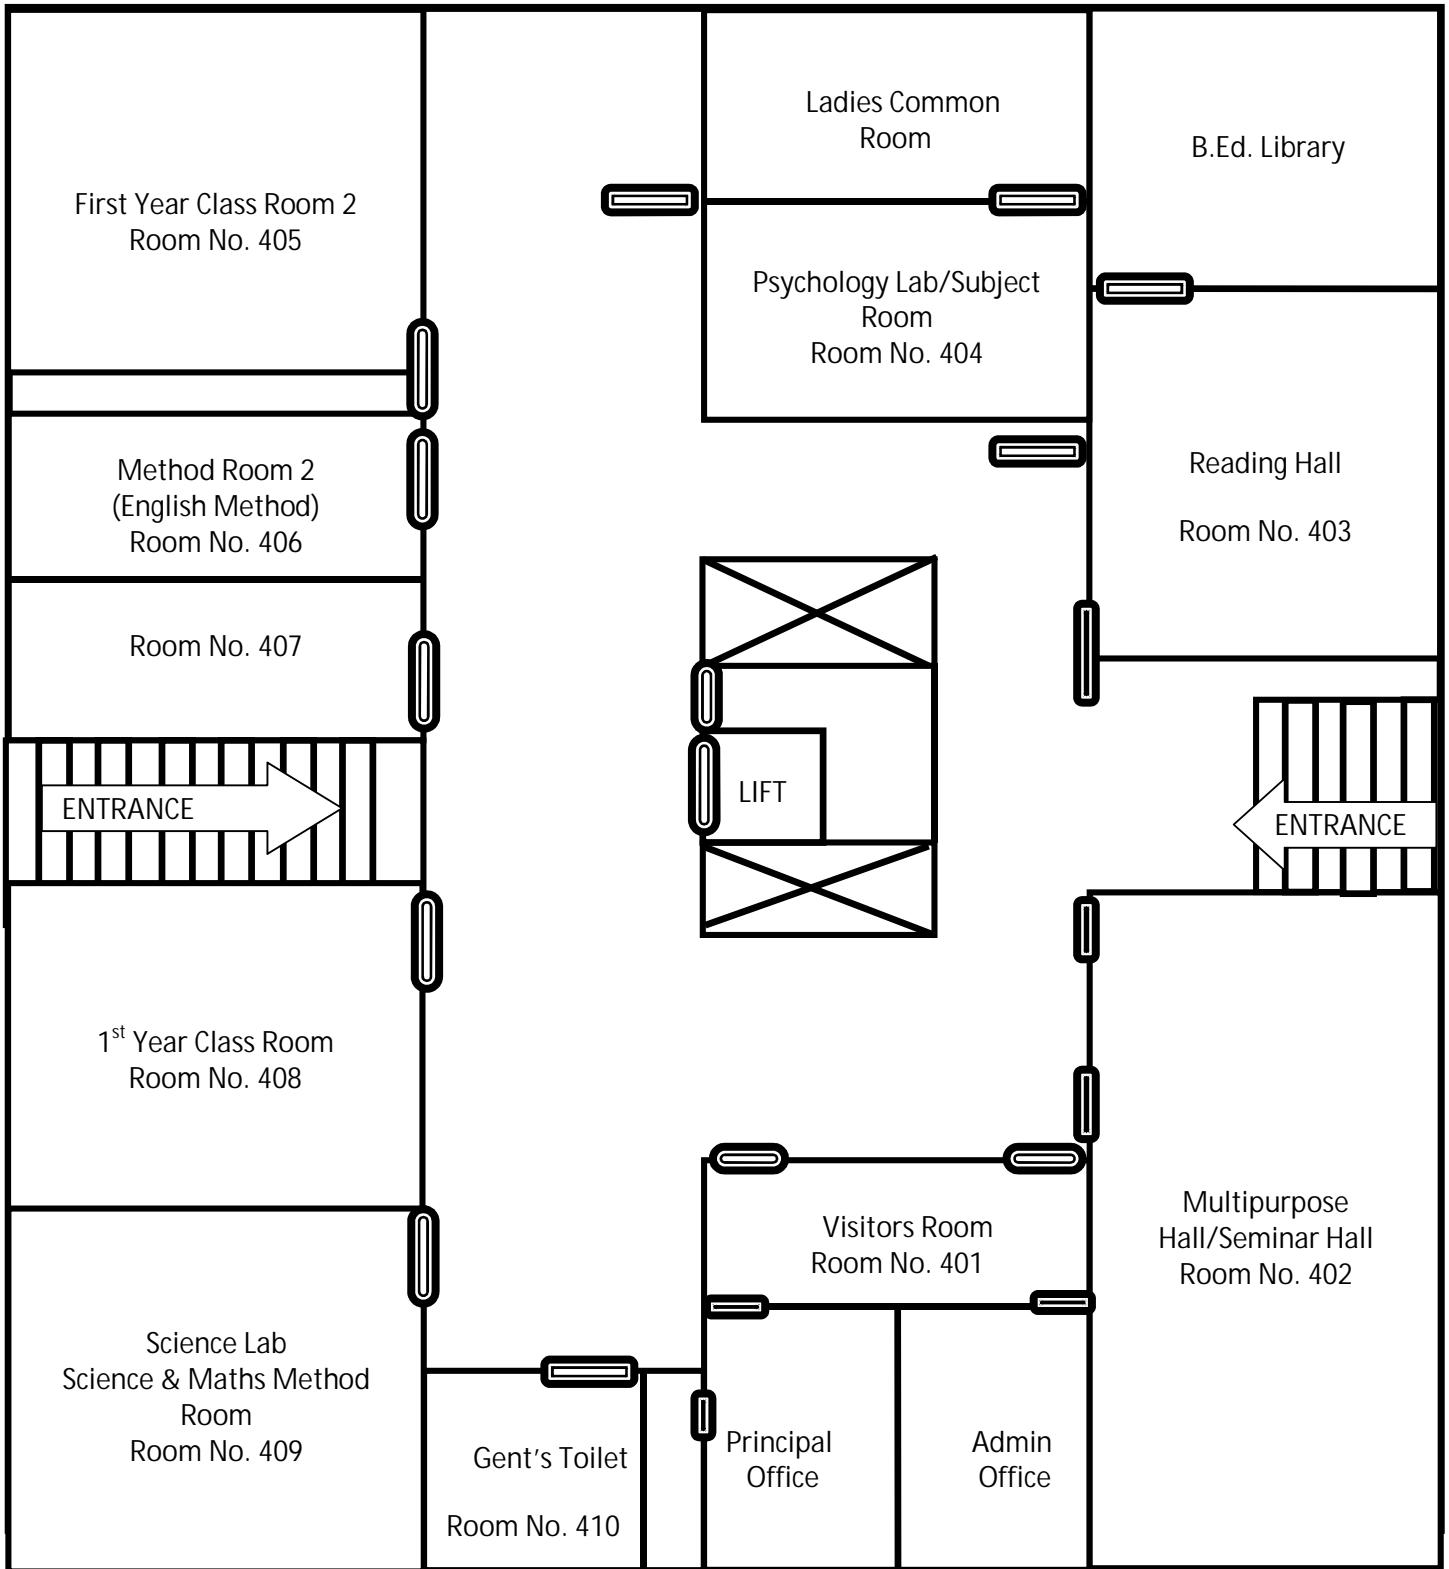 Ladies Common
Room
B.Ed. Library
First Year Class Room 2
Room No. 405
Psychology Lab/Subject
Room
Room No. 404
Method Room 2
(English Method)
Room No. 406
Reading Hall
Room No. 403
Room No. 407
ENTRANCE
LIFT
ENTRANCE
1st Year Class Room
Room No. 408
Visitors Room
Room No. 401
Multipurpose
Hall/Seminar Hall
Room No. 402
Science Lab
Science & Maths Method
Room
Room No. 409
Gent's Toilet
Room No. 410
Principal
Office
Admin
Office